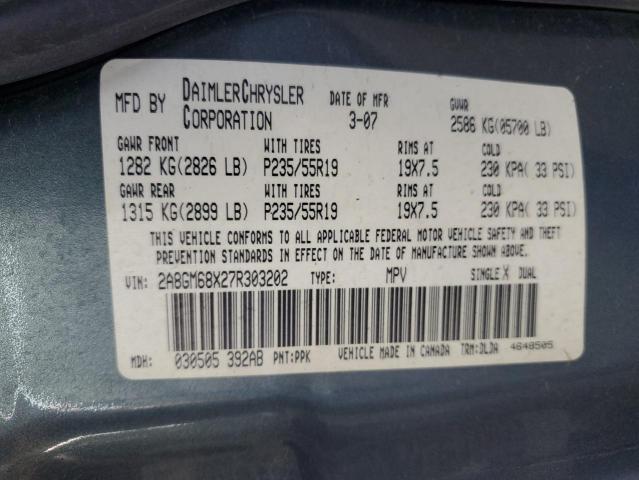 MFD BY DAIMLERCHRYSLER CORPORATION DATE OF MFR 3-07 GVWR 2586 KG(05700 LB)
GAWR FRONT WITH TIRES RIMS AT COLD
1282 KG(2826 LB) P235/55R19 19X7.5 230 KPA( 33 PSI)
GAWR REAR WITH TIRES RIMS AT COLD
1315 KG(2899 LB) P235/55R19 19X7.5 230 KPA( 33 PSI)
THIS VEHICLE CONFORMS TO ALL APPLICABLE FEDERAL MOTOR VEHICLE SAFETY AND THEFT
PREVENTION STANDARDS IN EFFECT ON THE DATE OF MANUFACTURE SHOWN ABOVE.
VIN: 2A8GM68X27R303202 TYPE: MPV SINGLE X DUAL
MDH: 030505 392AB PNT:PPK VEHICLE MADE IN CANADA TRM:DLDA 4648505